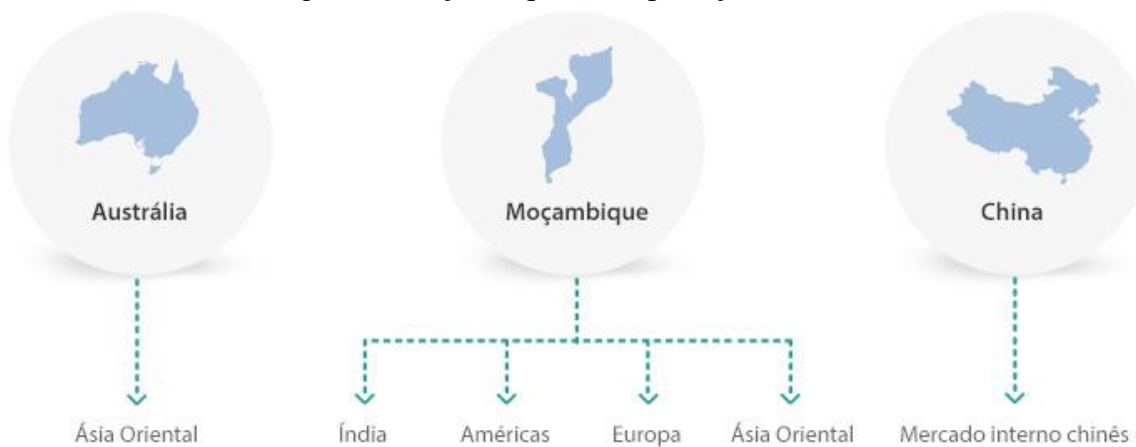 Austrália
Moçambique
China
Ásia Oriental
Índia
Américas
Europa
Ásia Oriental
Mercado interno chinês